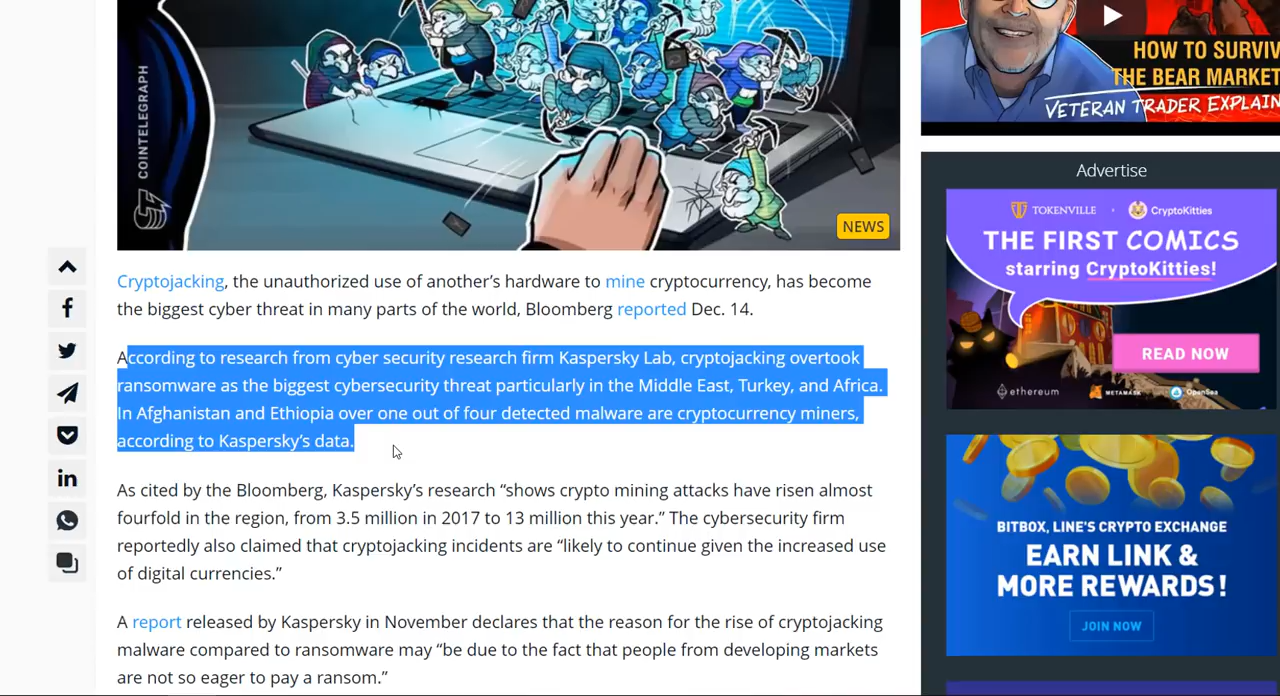 COINTELEGRAPH
NEWS
Cryptojacking, the unauthorized use of another’s hardware to mine cryptocurrency, has become
the biggest cyber threat in many parts of the world, Bloomberg reported Dec. 14.
According to research from cyber security research firm Kaspersky Lab, cryptojacking overtook
ransomware as the biggest cybersecurity threat particularly in the Middle East, Turkey, and Africa.
In Afghanistan and Ethiopia over one out of four detected malware are cryptocurrency miners,
according to Kaspersky’s data.
As cited by the Bloomberg, Kaspersky’s research “shows crypto mining attacks have risen almost
fourfold in the region, from 3.5 million in 2017 to 13 million this year.” The cybersecurity firm
reportedly also claimed that cryptojacking incidents are “likely to continue given the increased use
of digital currencies.”
A report released by Kaspersky in November declares that the reason for the rise of cryptojacking
malware compared to ransomware may “be due to the fact that people from developing markets
are not so eager to pay a ransom.”
HOW TO SURVIV
THE BEAR MARKET
VETERAN TRADER EXPLAIN
Advertise
TOKENVILLE · CryptoKitties
THE FIRST COMICS
starring CryptoKitties!
READ NOW
ethereum METAMASK OpenSea
BITBOX, LINE'S CRYPTO EXCHANGE
EARN LINK &
MORE REWARDS!
JOIN NOW